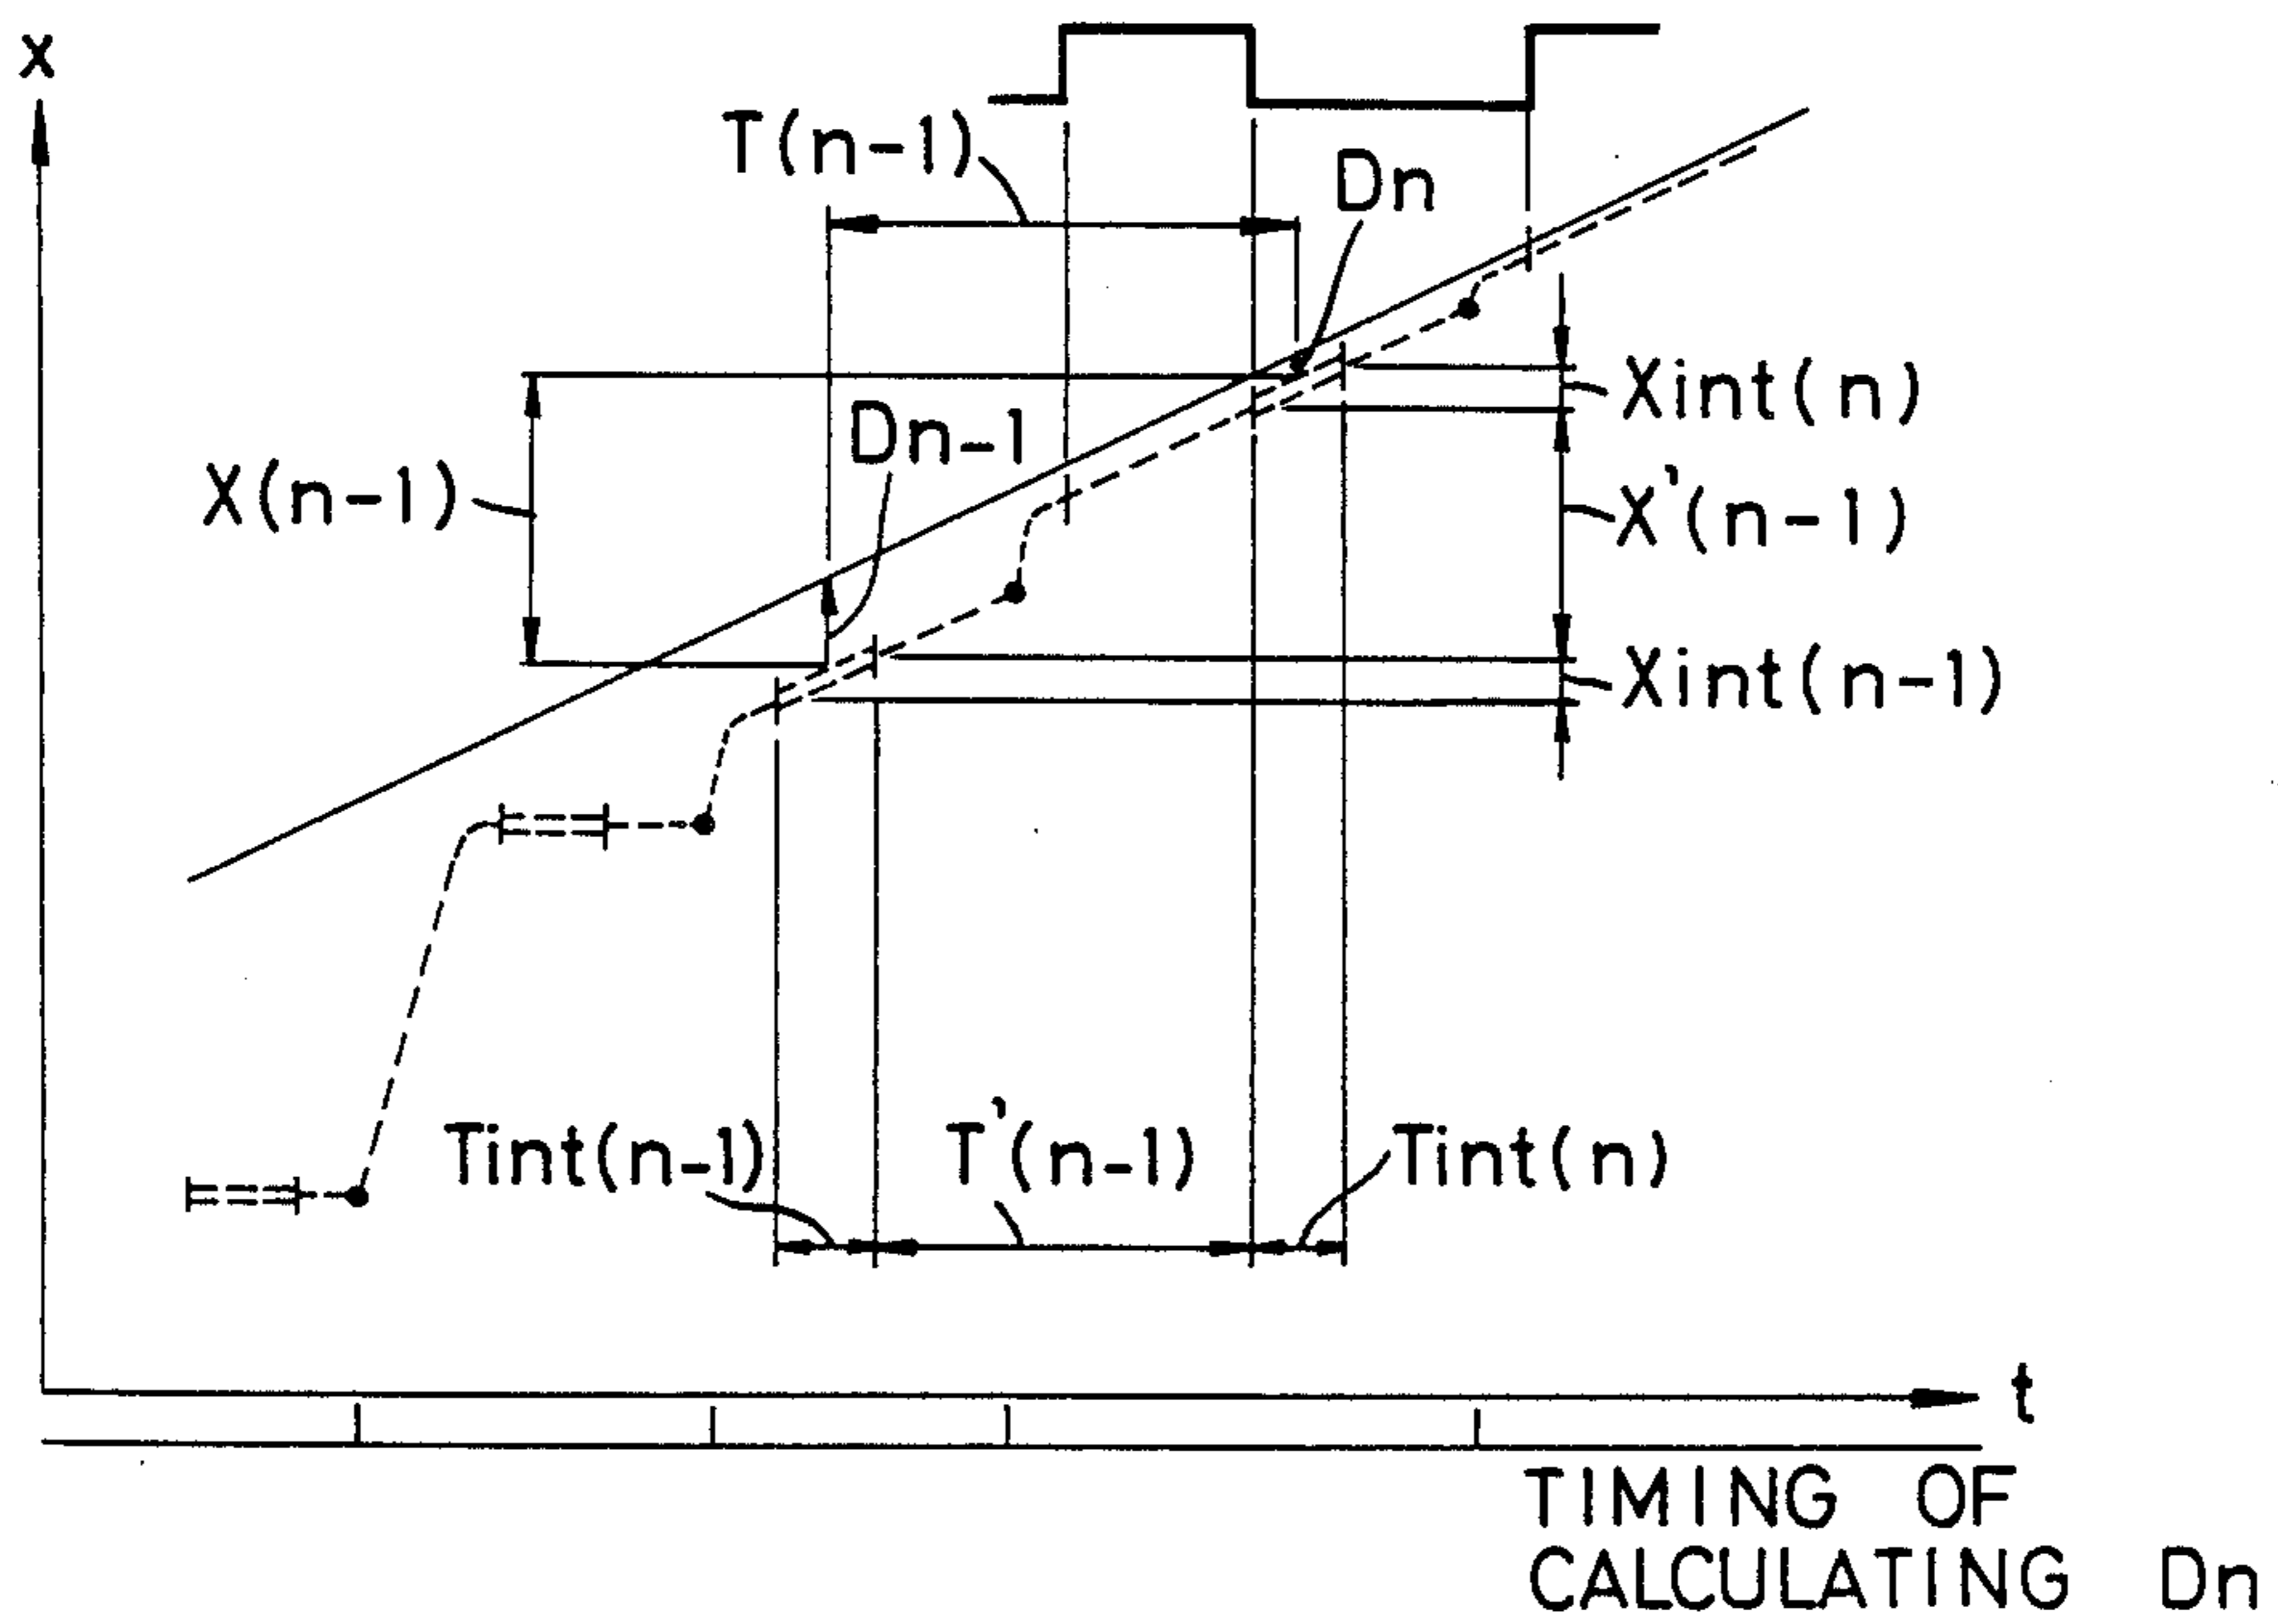 x
T(n-1)
Dn
Xint(n)
Dn-1
X(n-1)
X'(n-1)
Xint(n-1)
Tint(n-1)
T'(n-1)
Tint(n)
t
TIMING OF
CALCULATING Dn